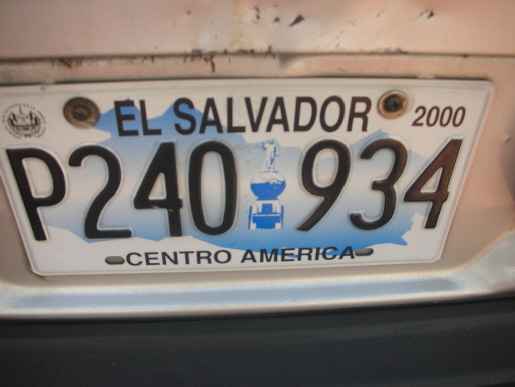 EL SALVADOR 2000
P240 934
CENTRO AMERICA